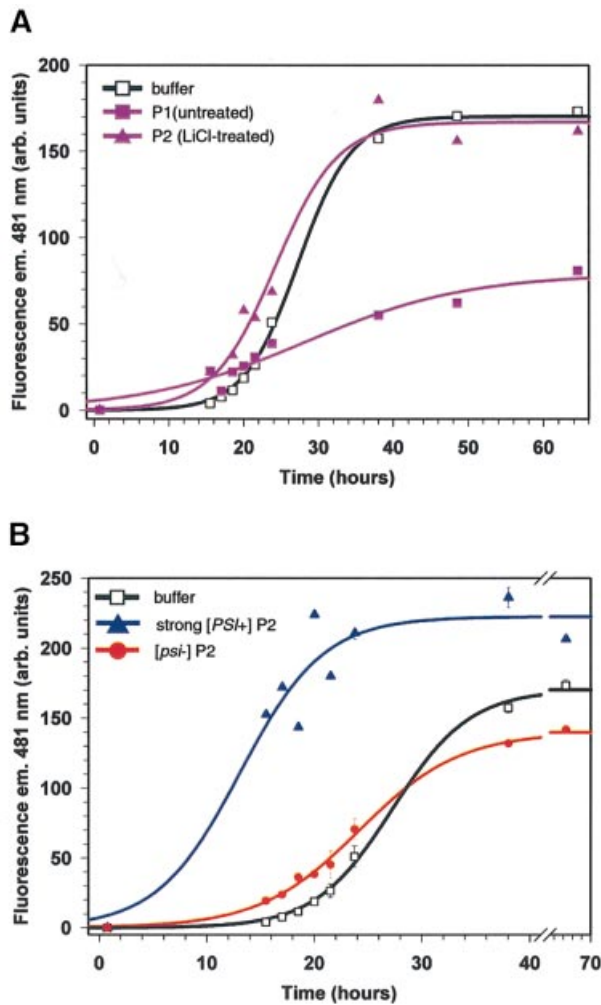 A
Fluorescence em. 481 nm (arb. units)
200
150
100
50
0
buffer
P1(untreated)
P2 (LiCl-treated)
0 10 20 30 40 50 60
Time (hours)
B
Fluorescence em. 481 nm (arb. units)
250
200
150
100
50
0
buffer
strong [PSI+] P2
[psi-] P2
0 10 20 30 40 70
Time (hours)